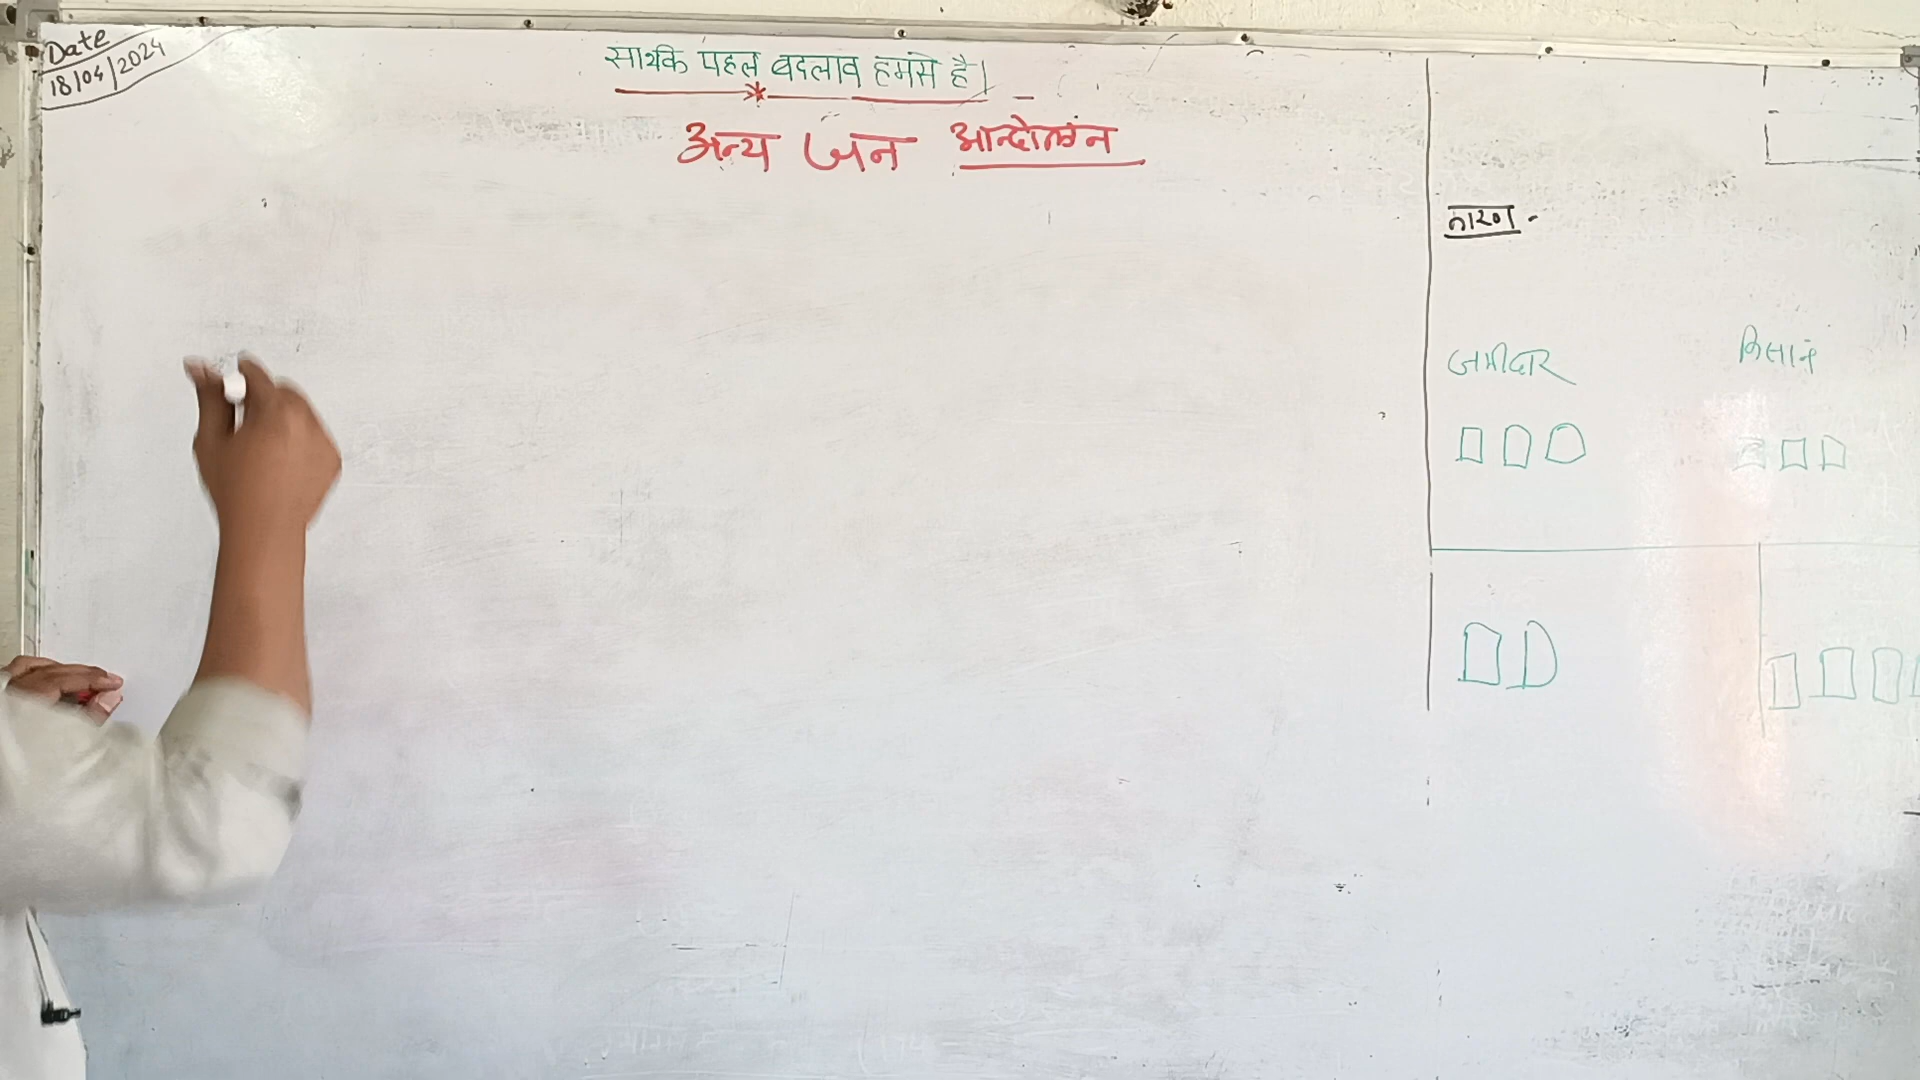 Date
18/04/2024
सार्थक पहल बदलाव हमसे है।
अन्य जन आन्दोलन
कारण -
जमीदार किसान